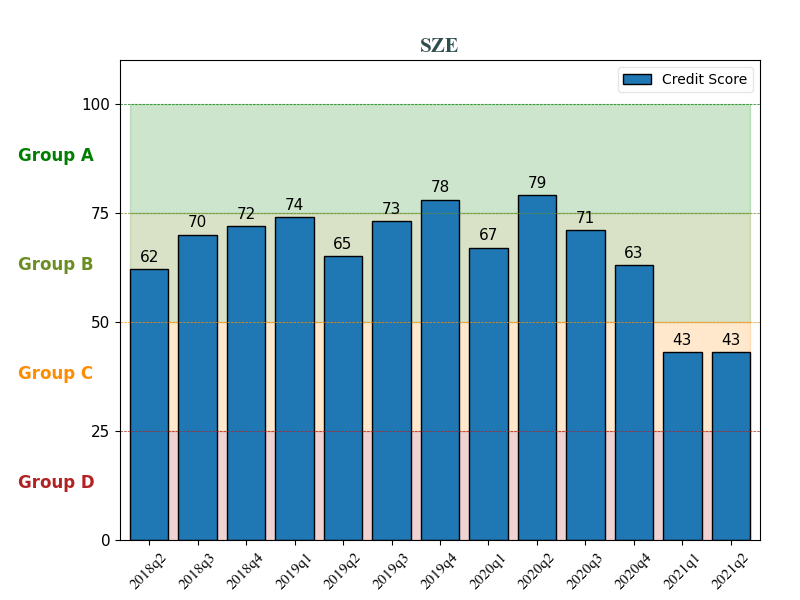 SZE
Credit Score
100
75
50
25
0
Group A
Group B
Group C
Group D
62
70
72
74
65
73
78
67
79
71
63
43
43
2018q2
2018q3
2018q4
2019q1
2019q2
2019q3
2019q4
2020q1
2020q2
2020q3
2020q4
2021q1
2021q2